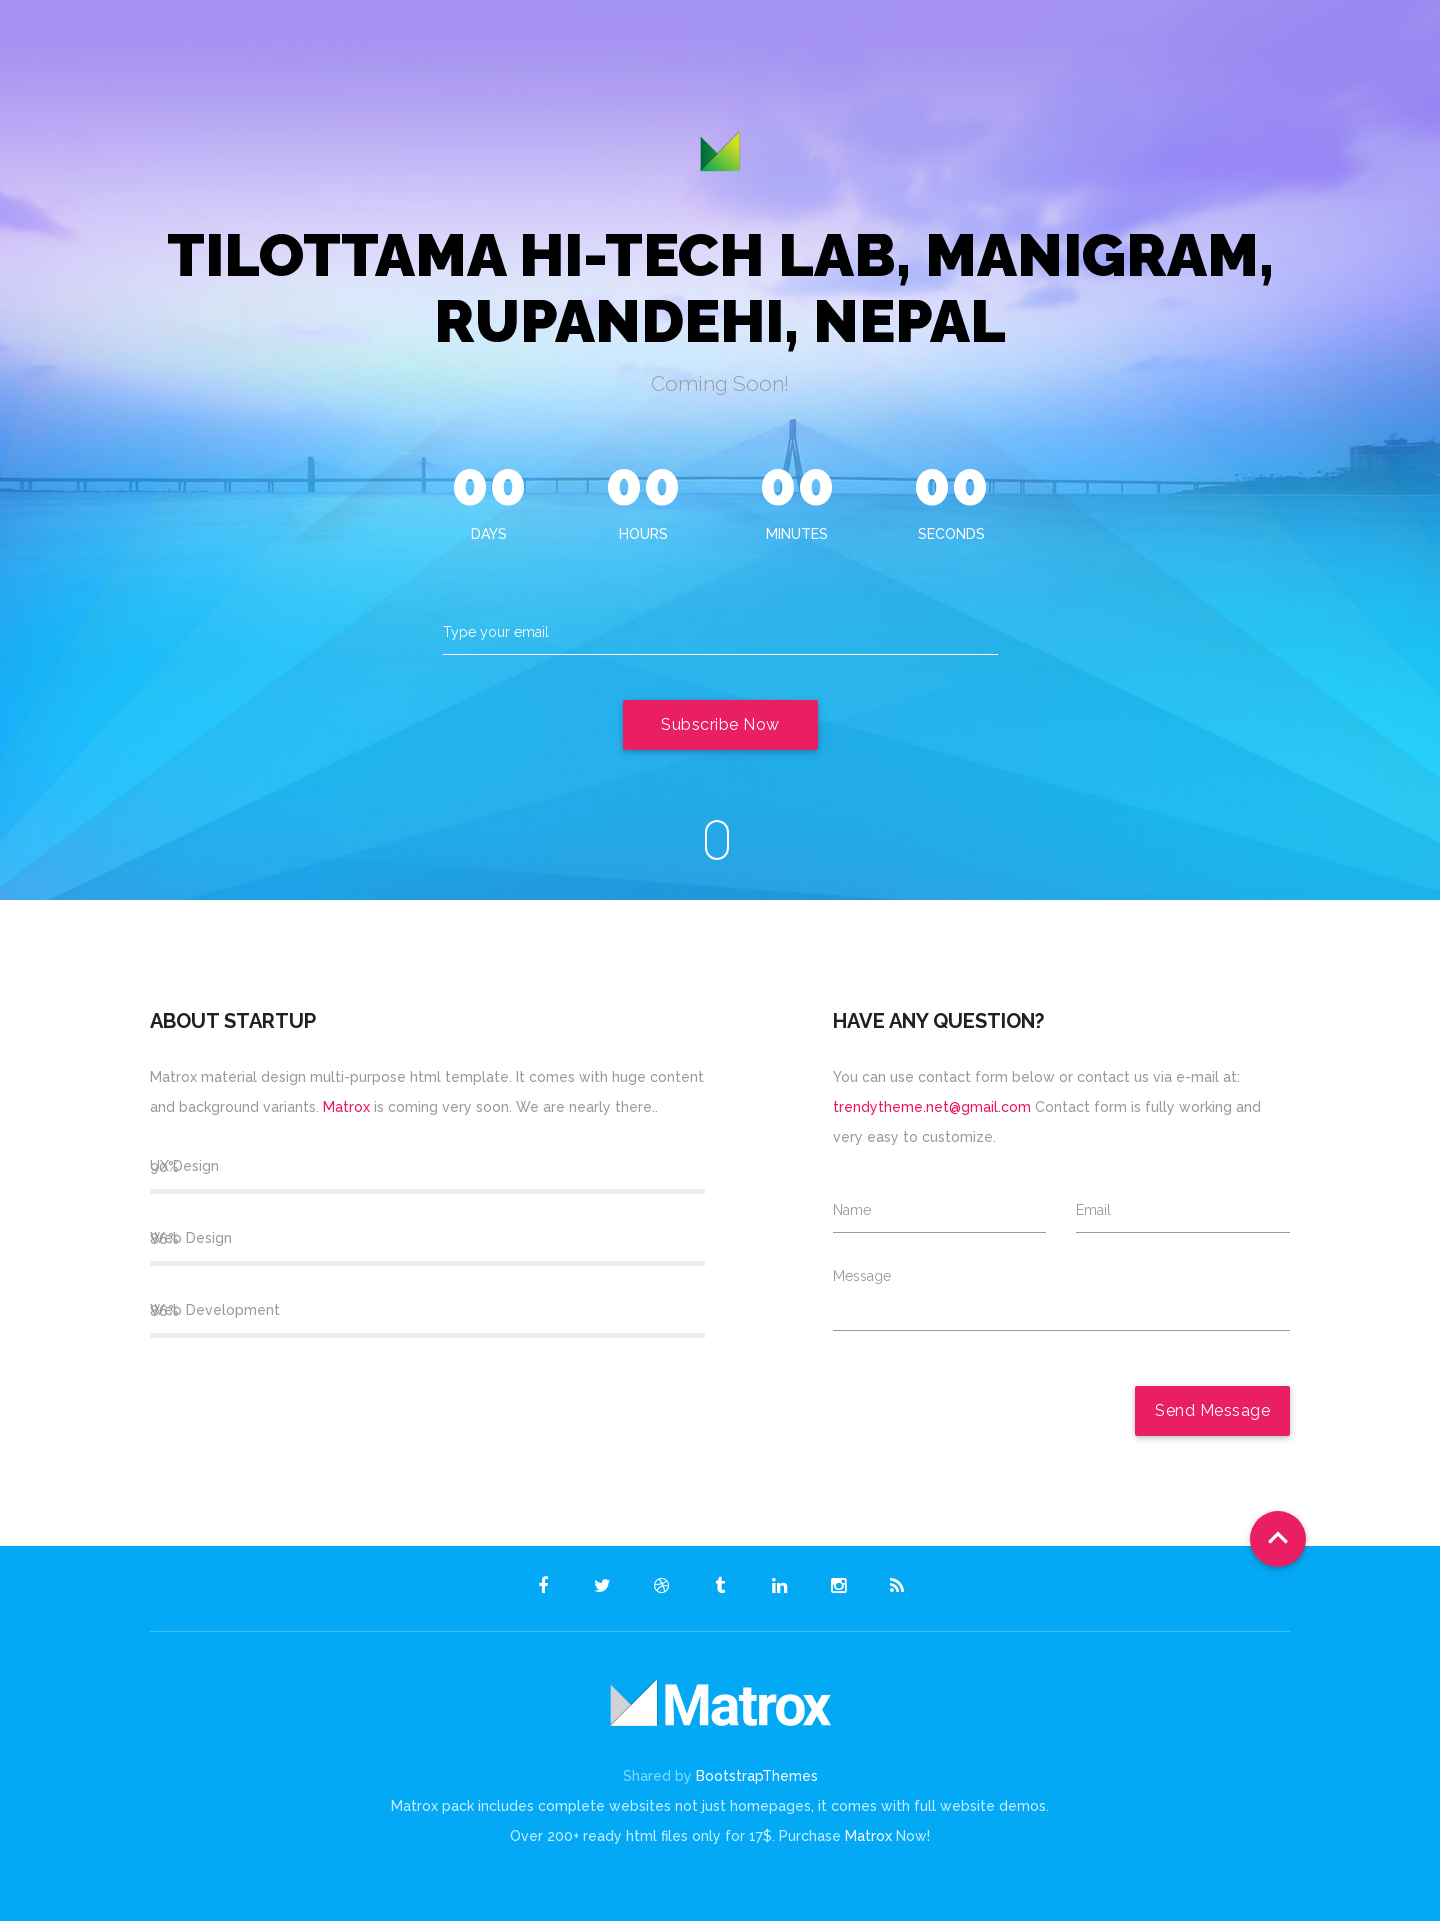 TILOTTAMA HI-TECH LAB, MANIGRAM,
RUPANDEHI, NEPAL
Coming Soon!
00 00 00 00
DAYS HOURS MINUTES SECONDS
Type your email
Subscribe Now
ABOUT STARTUP
Matrox material design multi-purpose html template. It comes with huge content
and background variants. Matrox is coming very soon. We are nearly there..
UX Design 90%
Web Design 86%
Web Development 86%
HAVE ANY QUESTION?
You can use contact form below or contact us via e-mail at:
trendytheme.net@gmail.com Contact form is fully working and
very easy to customize.
Name Email
Message
Send Message
Matrox
Shared by BootstrapThemes
Matrox pack includes complete websites not just homepages, it comes with full website demos.
Over 200+ ready html files only for 17$. Purchase Matrox Now!